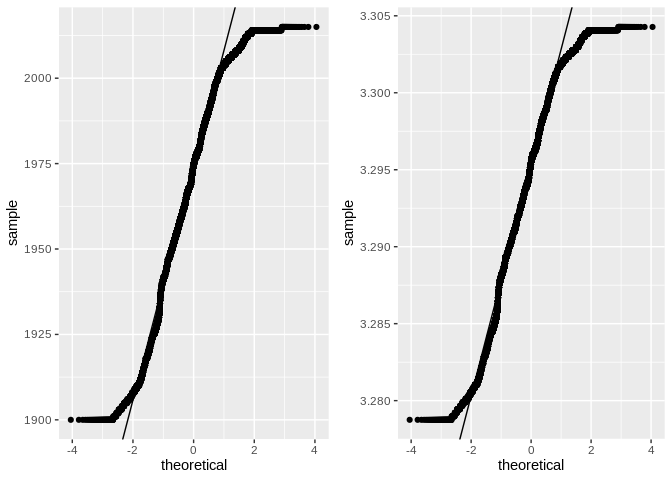 2000
1975
1950
1925
1900
sample
-4 -2 0 2 4
theoretical
3.305
3.300
3.295
3.290
3.285
3.280
sample
-4 -2 0 2 4
theoretical